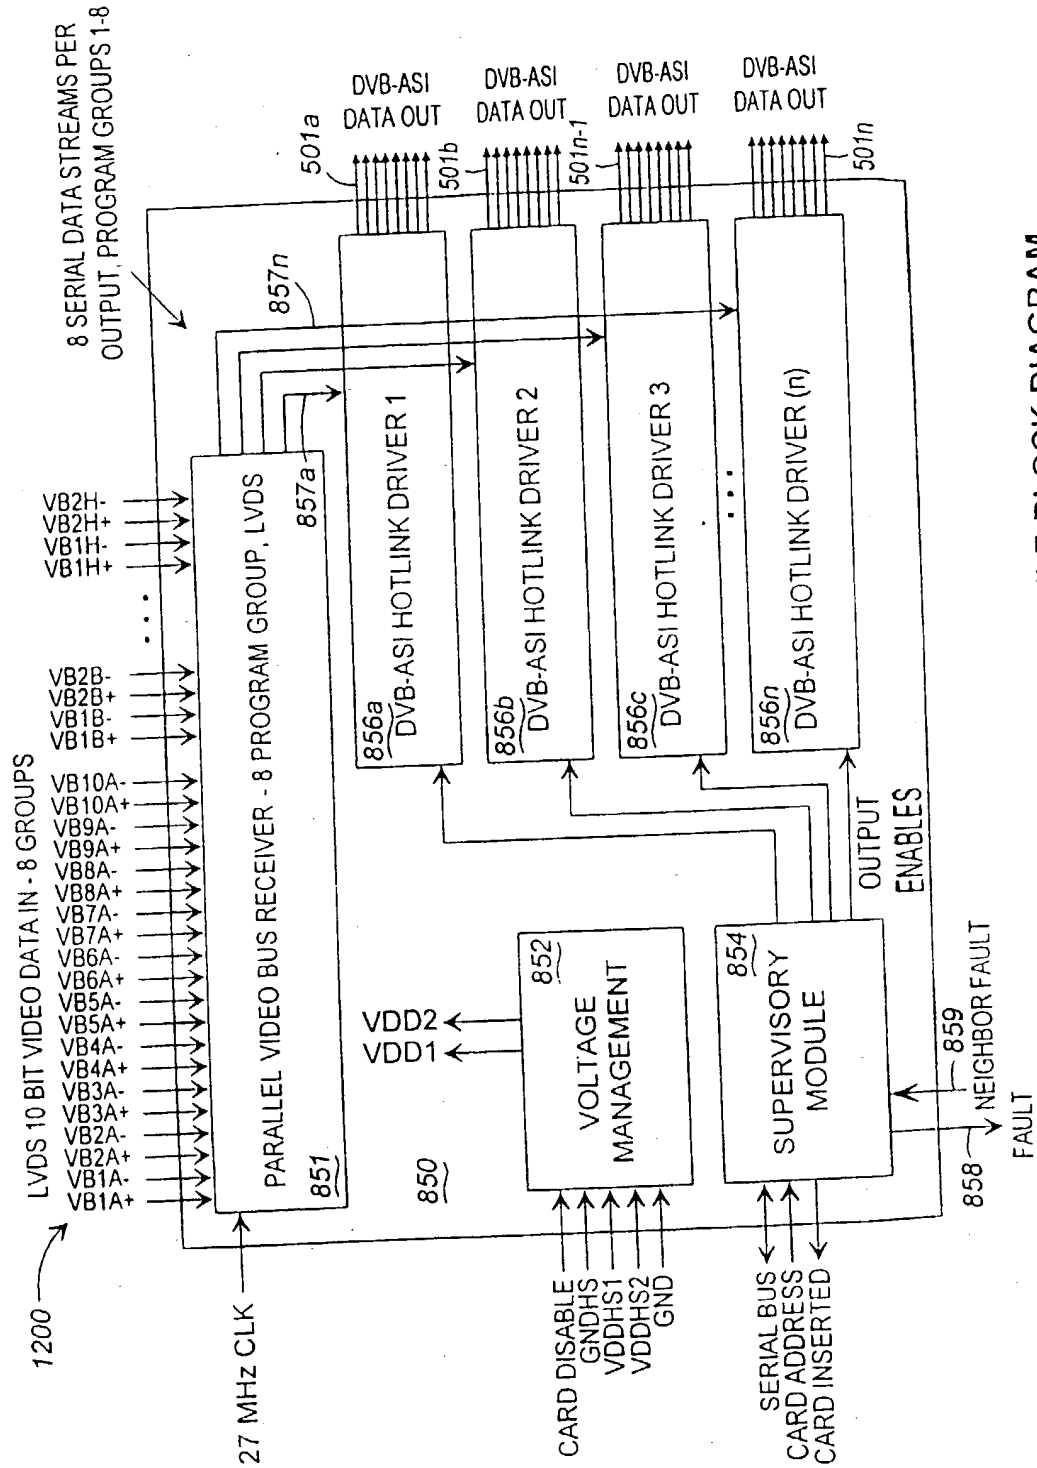 1200
LVDS 10 BIT VIDEO DATA IN - 8 GROUPS
VB1A+
VB1A-
VB2A+
VB2A-
VB3A+
VB3A-
VB4A+
VB4A-
VB5A+
VB5A-
VB6A+
VB6A-
VB7A+
VB7A-
VB8A+
VB8A-
VB9A+
VB9A-
VB10A+
VB10A-
VB1B+
VB1B-
VB2B+
VB2B-
...
VB1H+
VB1H-
VB2H+
VB2H-
8 SERIAL DATA STREAMS PER
OUTPUT, PROGRAM GROUPS 1-8
27 MHz CLK
851
PARALLEL VIDEO BUS RECEIVER - 8 PROGRAM GROUP, LVDS
857a
857n
850
856a
DVB-ASI HOTLINK DRIVER 1
501a
DVB-ASI
DATA OUT
856b
DVB-ASI HOTLINK DRIVER 2
501b
DVB-ASI
DATA OUT
856c
DVB-ASI HOTLINK DRIVER 3
501n-1
DVB-ASI
DATA OUT
...
856n
DVB-ASI HOTLINK DRIVER (n)
501n
DVB-ASI
DATA OUT
VDD1
VDD2
CARD DISABLE
GNDHS
VDDHS1
VDDHS2
GND
852
VOLTAGE
MANAGEMENT
SERIAL BUS
CARD ADDRESS
CARD INSERTED
854
SUPERVISORY
MODULE
OUTPUT
ENABLES
858
859
FAULT
NEIGHBOR FAULT
BLOCK DIAGRAM